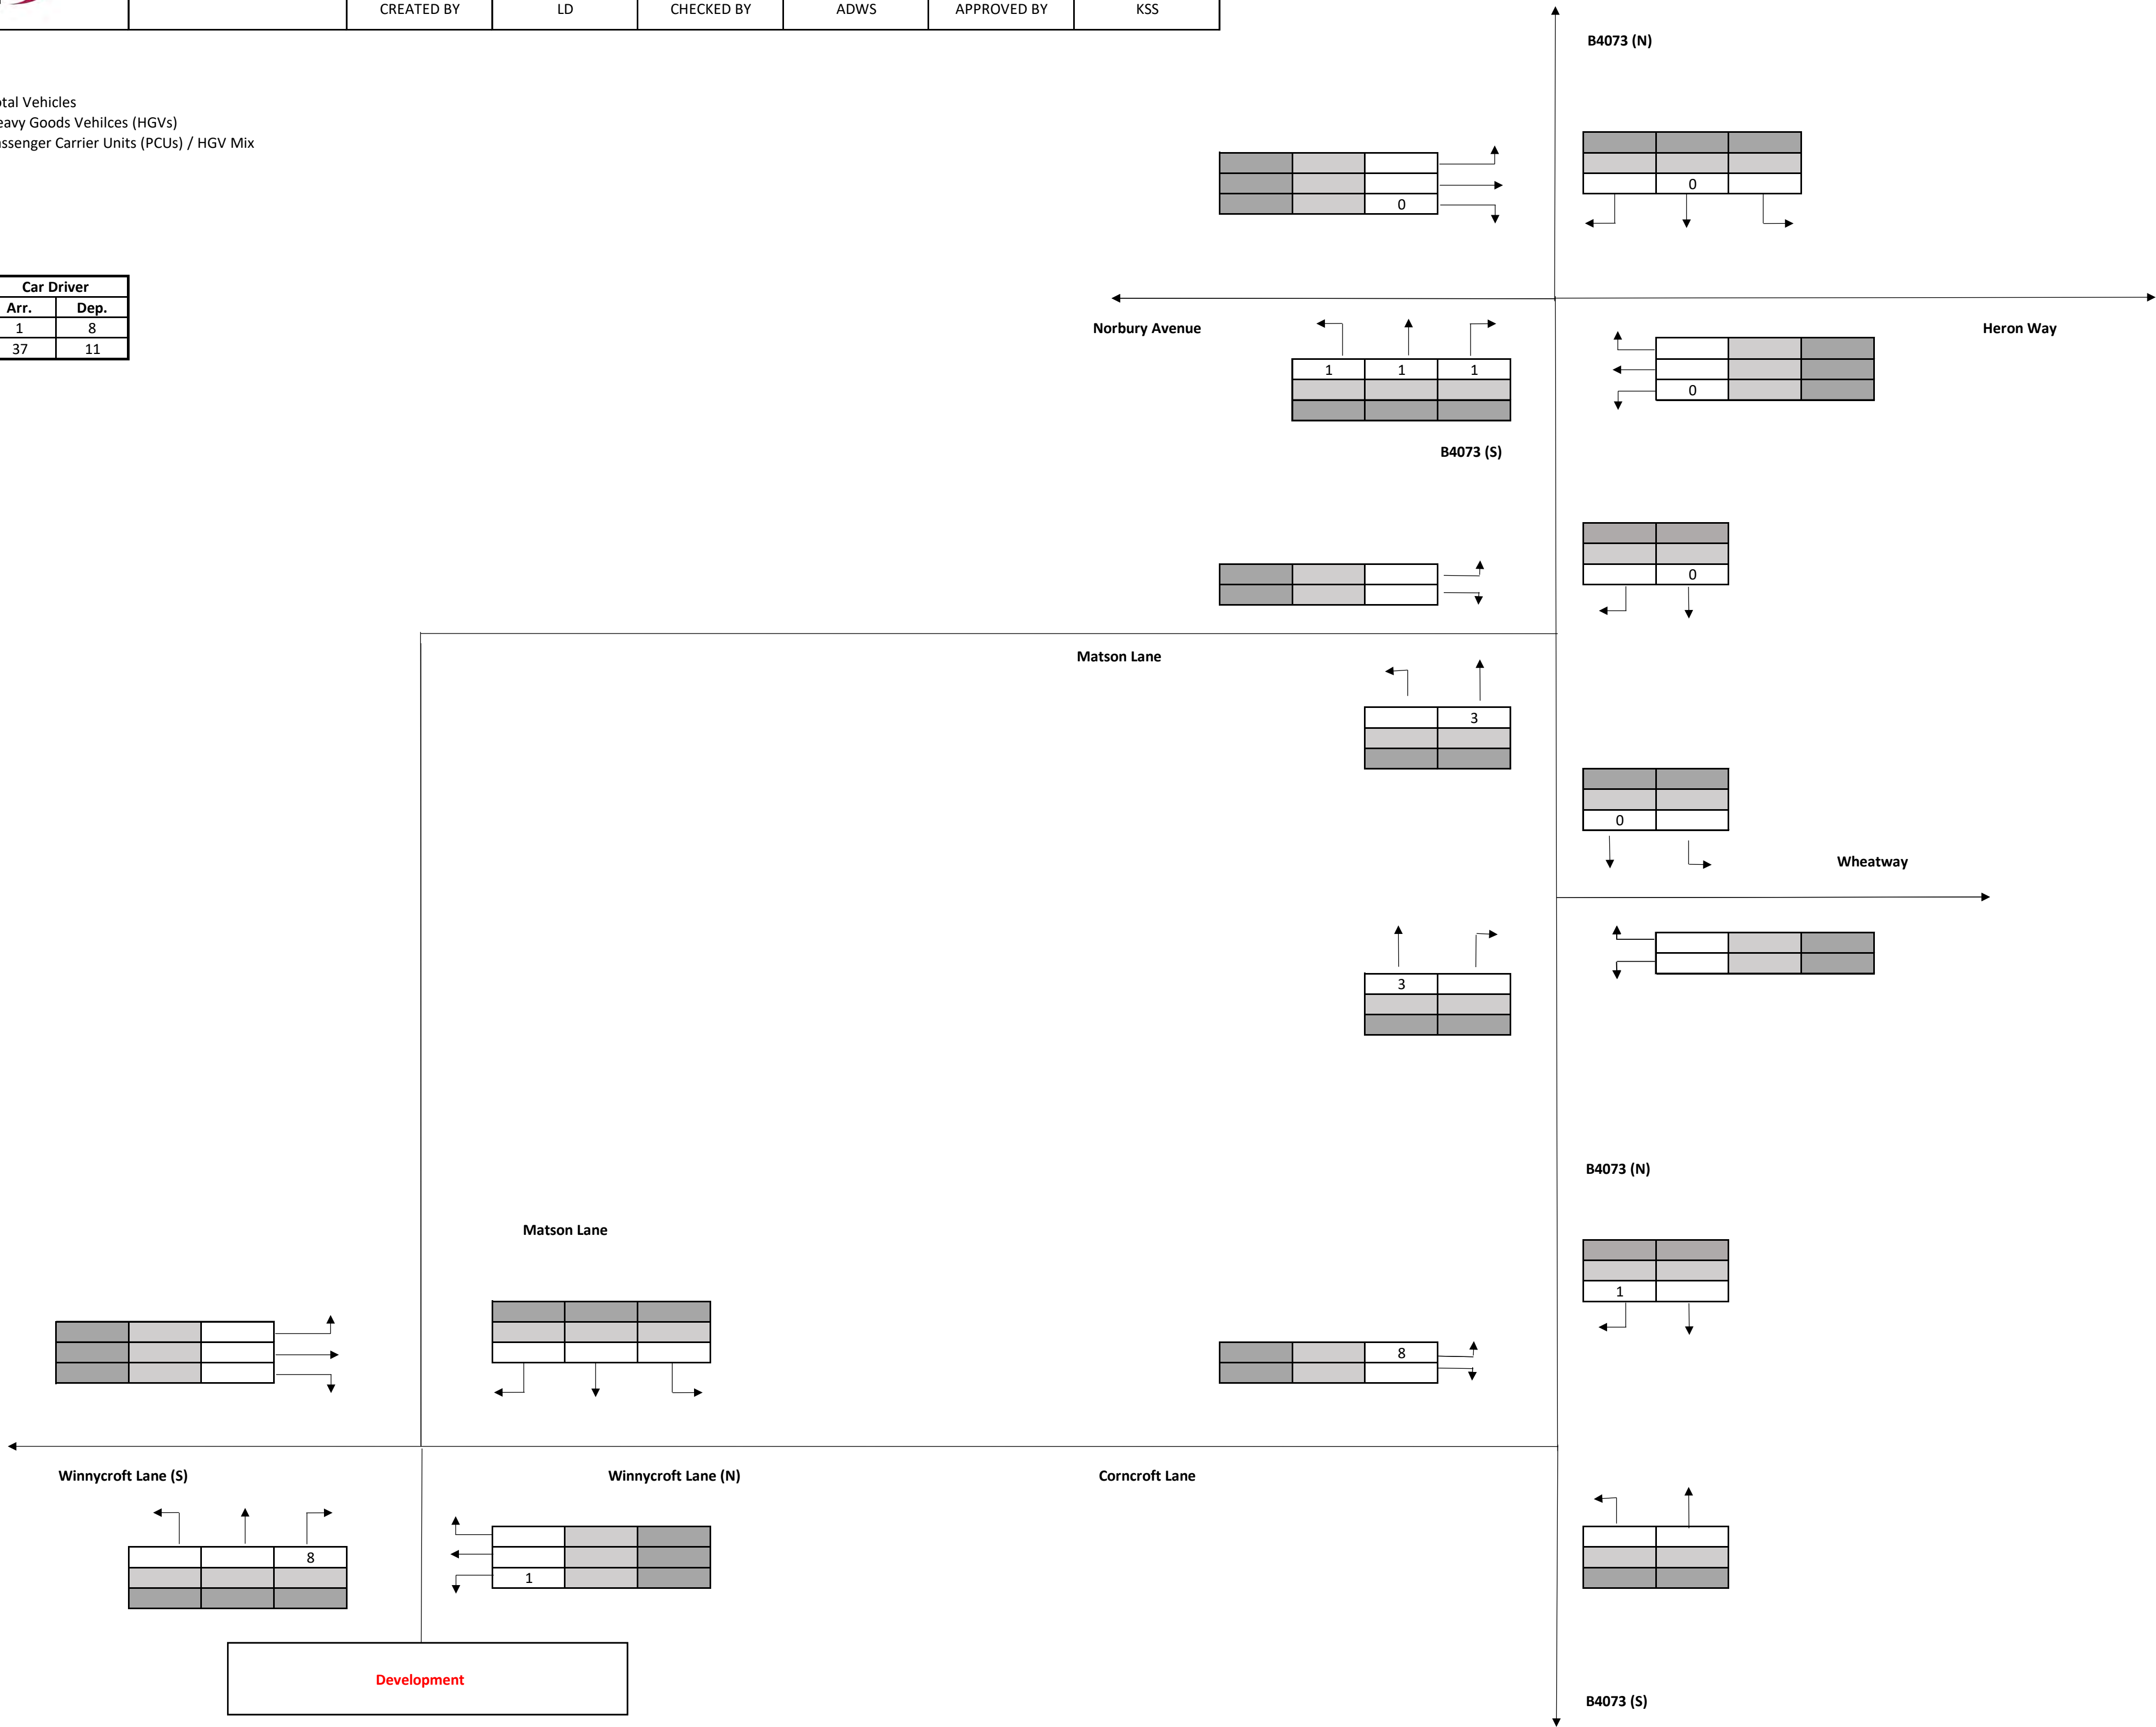 CREATED BY LD CHECKED BY ADWS APPROVED BY KSS
B4073 (N)
otal Vehicles
eavy Goods Vehilces (HGVs)
assenger Carrier Units (PCUs) / HGV Mix
0
0
Car Driver
Arr. Dep.
1 8
37 11
Norbury Avenue
Heron Way
1 1 1
0
B4073 (S)
0
Matson Lane
3
0
Wheatway
3
B4073 (N)
Matson Lane
1
8
Winnycroft Lane (S)
Winnycroft Lane (N)
Corncroft Lane
8
1
Development
B4073 (S)